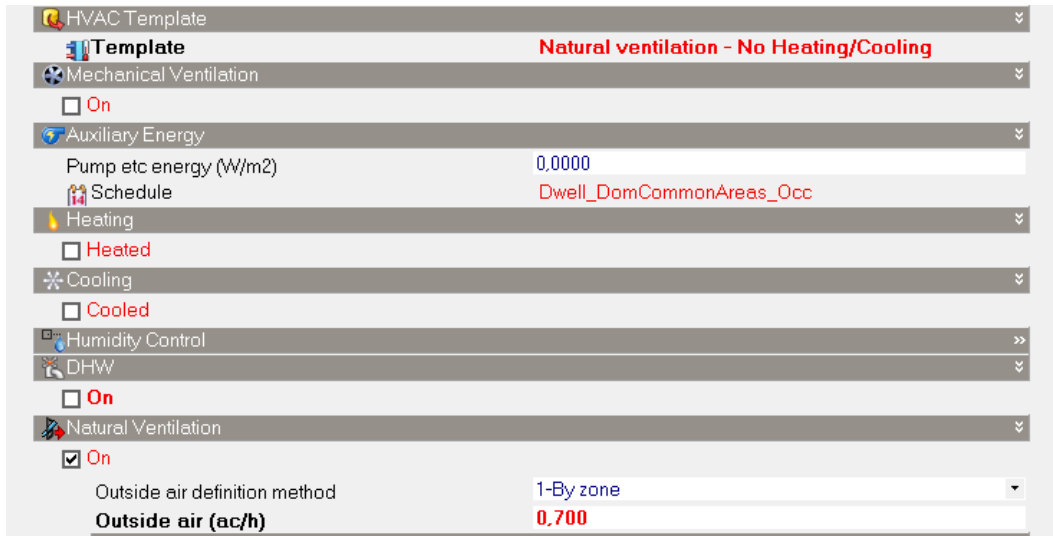 HVAC Template
Template Natural ventilation - No Heating/Cooling
Mechanical Ventilation
On
Auxiliary Energy
Pump etc energy (W/m2) 0,0000
14 Schedule Dwell_DomCommonAreas_Occ
Heating
Heated
Cooling
Cooled
Humidity Control
DHW
On
Natural Ventilation
On
Outside air definition method 1-By zone
Outside air (ac/h) 0,700